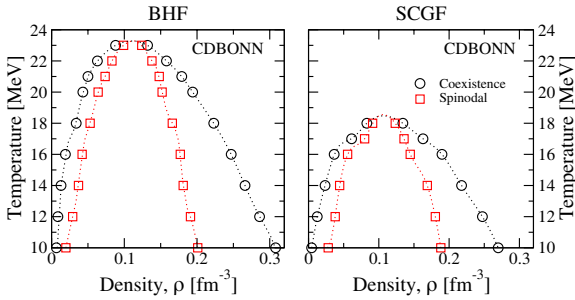 BHF SCGF
CDBONN CDBONN
Coexistence
Spinodal
Temperature [MeV]
24
22
20
18
16
14
12
10
0 0.1 0.2 0.3
Density, ρ [fm⁻³]
0 0.1 0.2 0.3
Density, ρ [fm⁻³]
24
22
20
18
16
14
12
10
Temperature [MeV]